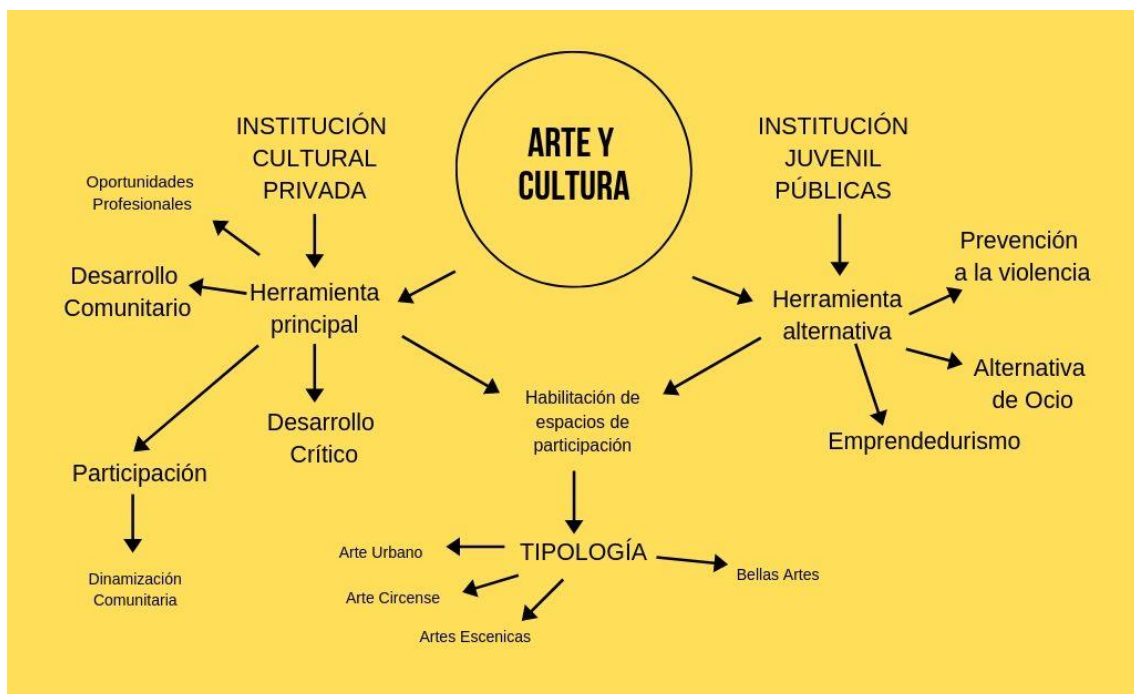 ARTE Y
CULTURA
INSTITUCIÓN
CULTURAL
PRIVADA
INSTITUCIÓN
JUVENIL
PÚBLICAS
Oportunidades
Profesionales
Desarrollo
Comunitario
Herramienta
principal
Herramienta
alternativa
Prevención
a la violencia
Alternativa
de Ocio
Emprendedurismo
Habilitación de
espacios de
participación
Desarrollo
Crítico
Participación
Dinamización
Comunitaria
TIPOLOGÍA
Arte Urbano
Arte Circense
Artes Escenicas
Bellas Artes